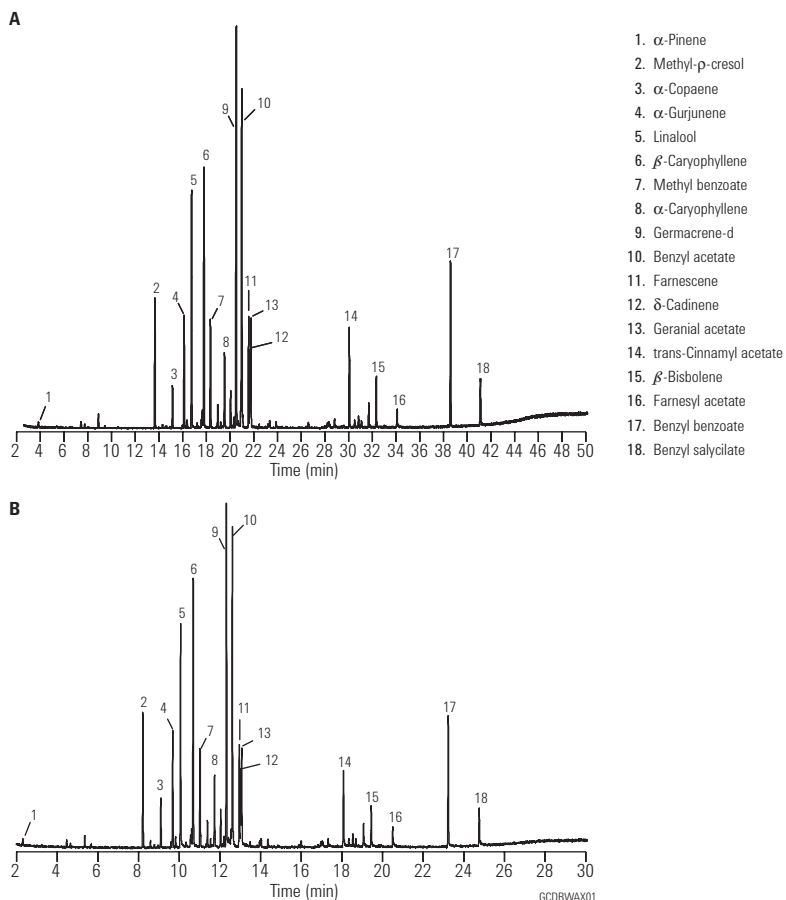 A
1. α-Pinene
2. Methyl-ρ-cresol
3. α-Copaene
4. α-Gurjunene
5. Linalool
6. β-Caryophyllene
7. Methyl benzoate
8. α-Caryophyllene
9. Germacrene-d
10. Benzyl acetate
11. Farnescene
12. δ-Cadinene
13. Geranial acetate
14. trans-Cinnamyl acetate
15. β-Bisbolene
16. Farnesyl acetate
17. Benzyl benzoate
18. Benzyl salycilate
9 10
6
5
17
11
2 4 7 13
14
12
8
3 15 18
1 16
2 4 6 8 10 12 14 16 18 20 22 24 26 28 30 32 34 36 38 40 42 44 46 48 50
Time (min)
B
9 10
6
5
2 4 11 17
7 13
8 12 14
3
15 18
1 16
2 4 6 8 10 12 14 16 18 20 22 24 26 28 30
Time (min)
GCDBWAX01